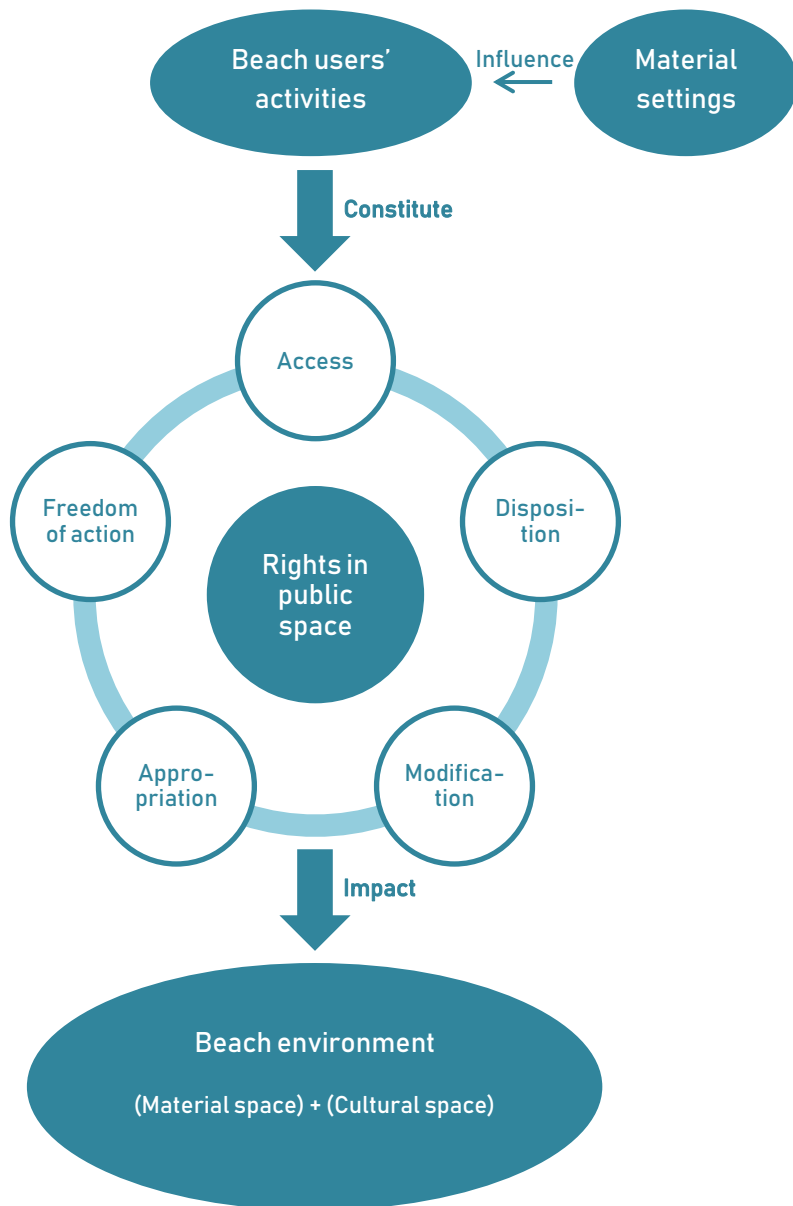 Beach users’
activities
Influence
Material
settings
Constitute
Access
Freedom
of action
Disposi-
tion
Rights in
public
space
Appro-
priation
Modifica-
tion
Impact
Beach environment
(Material space) + (Cultural space)